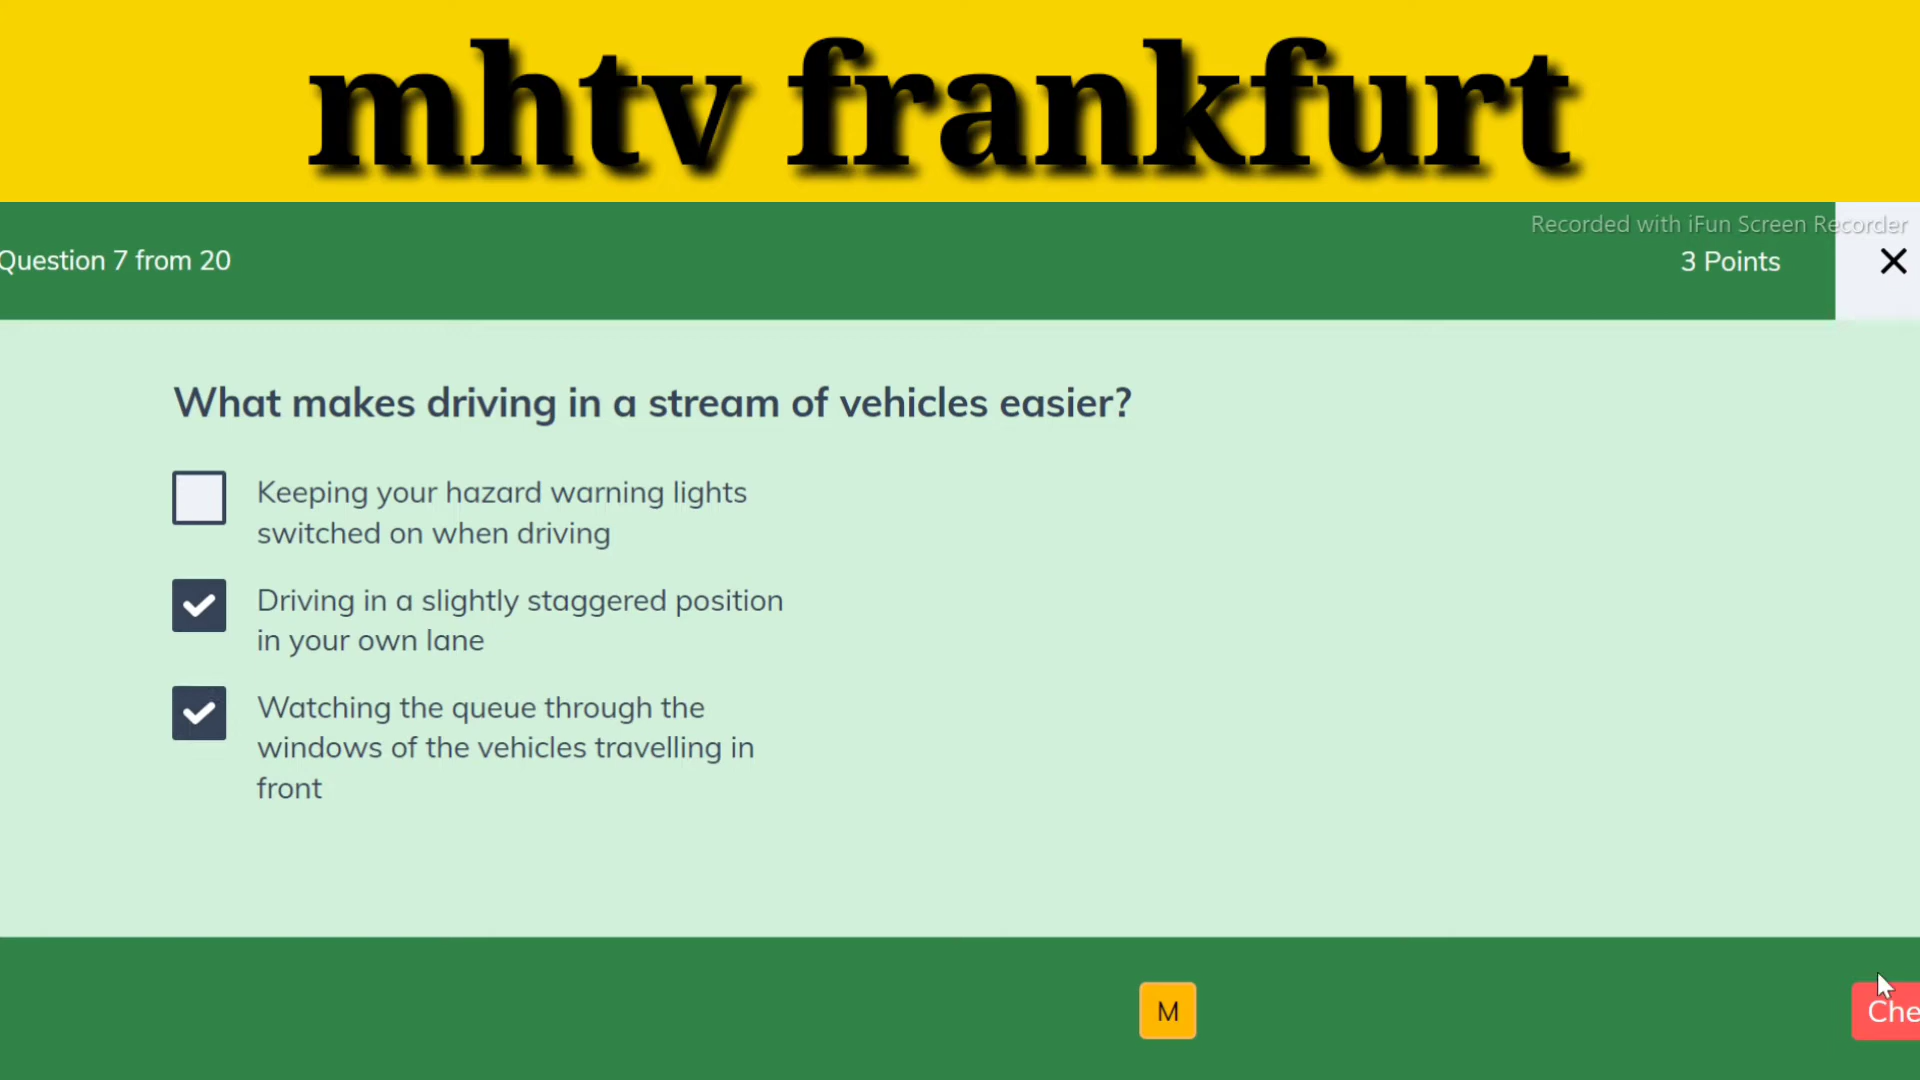 mhtv frankfurt
Recorded with iFun Screen Recorder
Question 7 from 20
3 Points
What makes driving in a stream of vehicles easier?
Keeping your hazard warning lights
switched on when driving
Driving in a slightly staggered position
in your own lane
Watching the queue through the
windows of the vehicles travelling in
front
M
Che